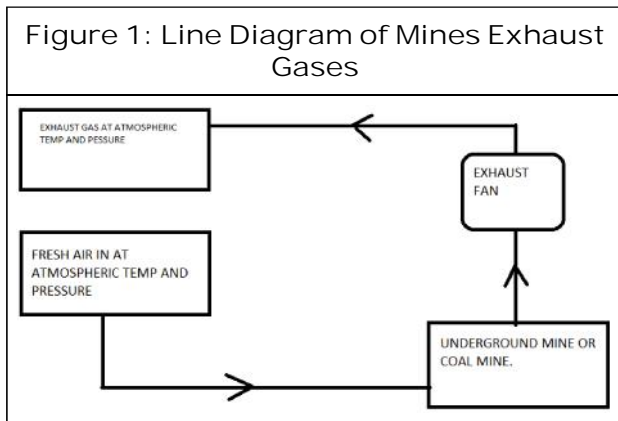 Figure 1: Line Diagram of Mines Exhaust
Gases
EXHAUST GAS AT ATMOSPHERIC
TEMP AND PESSURE
EXHAUST
FAN
FRESH AIR IN AT
ATMOSPHERIC TEMP AND
PRESSURE
UNDERGROUND MINE OR
COAL MINE.